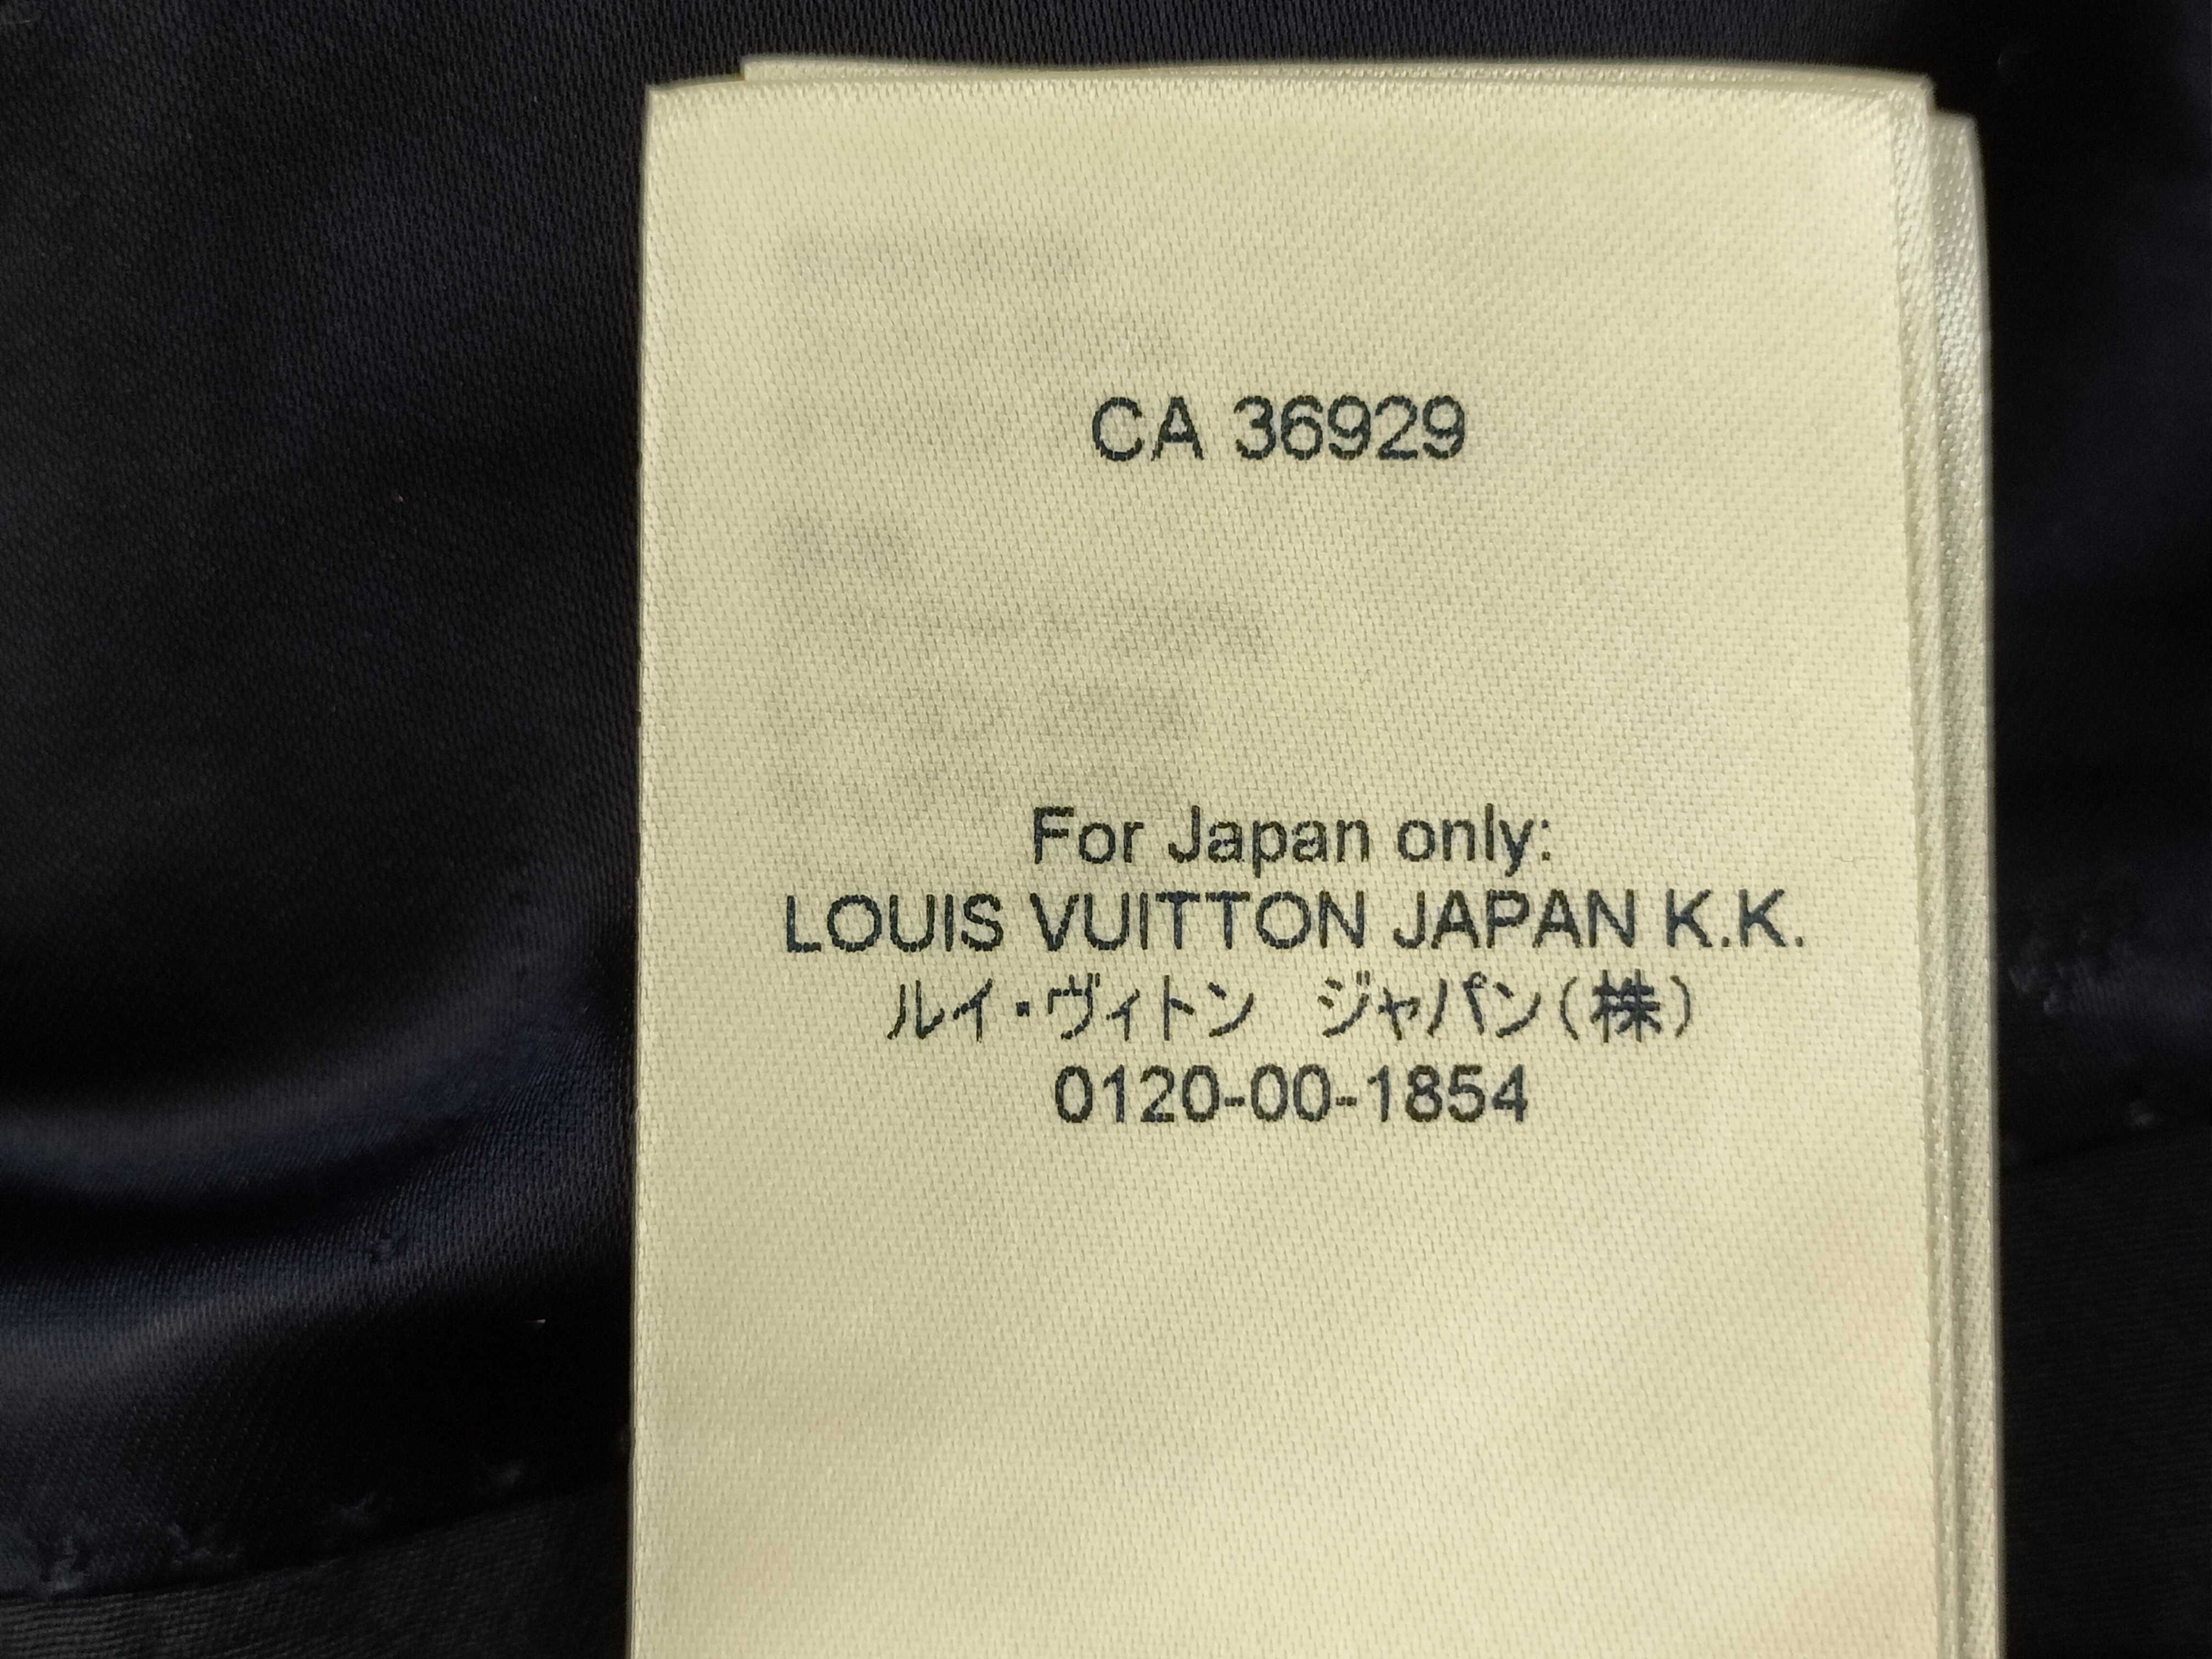 CA 36929
For Japan only:
LOUIS VUITTON JAPAN K.K.
ルイ・ヴィトン　ジャパン(株)
0120-00-1854